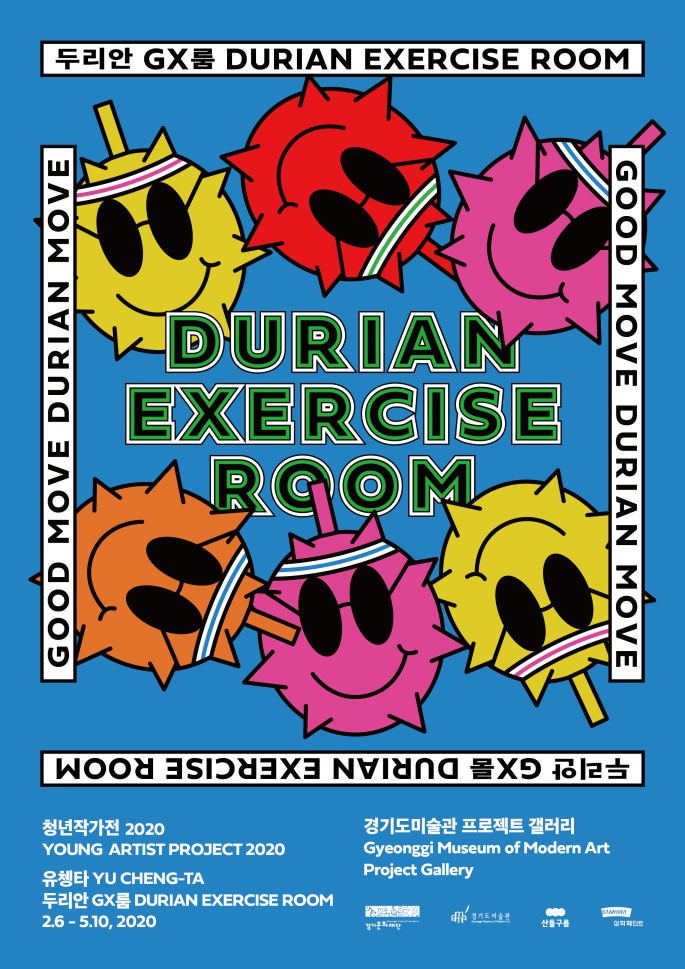 두리안 GX룸 DURIAN EXERCISE ROOM
GOOD MOVE DURIAN MOVE
GOOD MOVE DURIAN MOVE
DURIAN
EXERCISE
ROOM
두리안 GX룸 DURIAN EXERCISE ROOM
청년작가전 2020
YOUNG ARTIST PROJECT 2020
유쳉타 YU CHENG-TA
두리안 GX룸 DURIAN EXERCISE ROOM
2.6 - 5.10, 2020
경기도미술관 프로젝트 갤러리
Gyeonggi Museum of Modern Art
Project Gallery
경기문화재단
경기도미술관
산돌구름
SAMHWA
삼화페인트